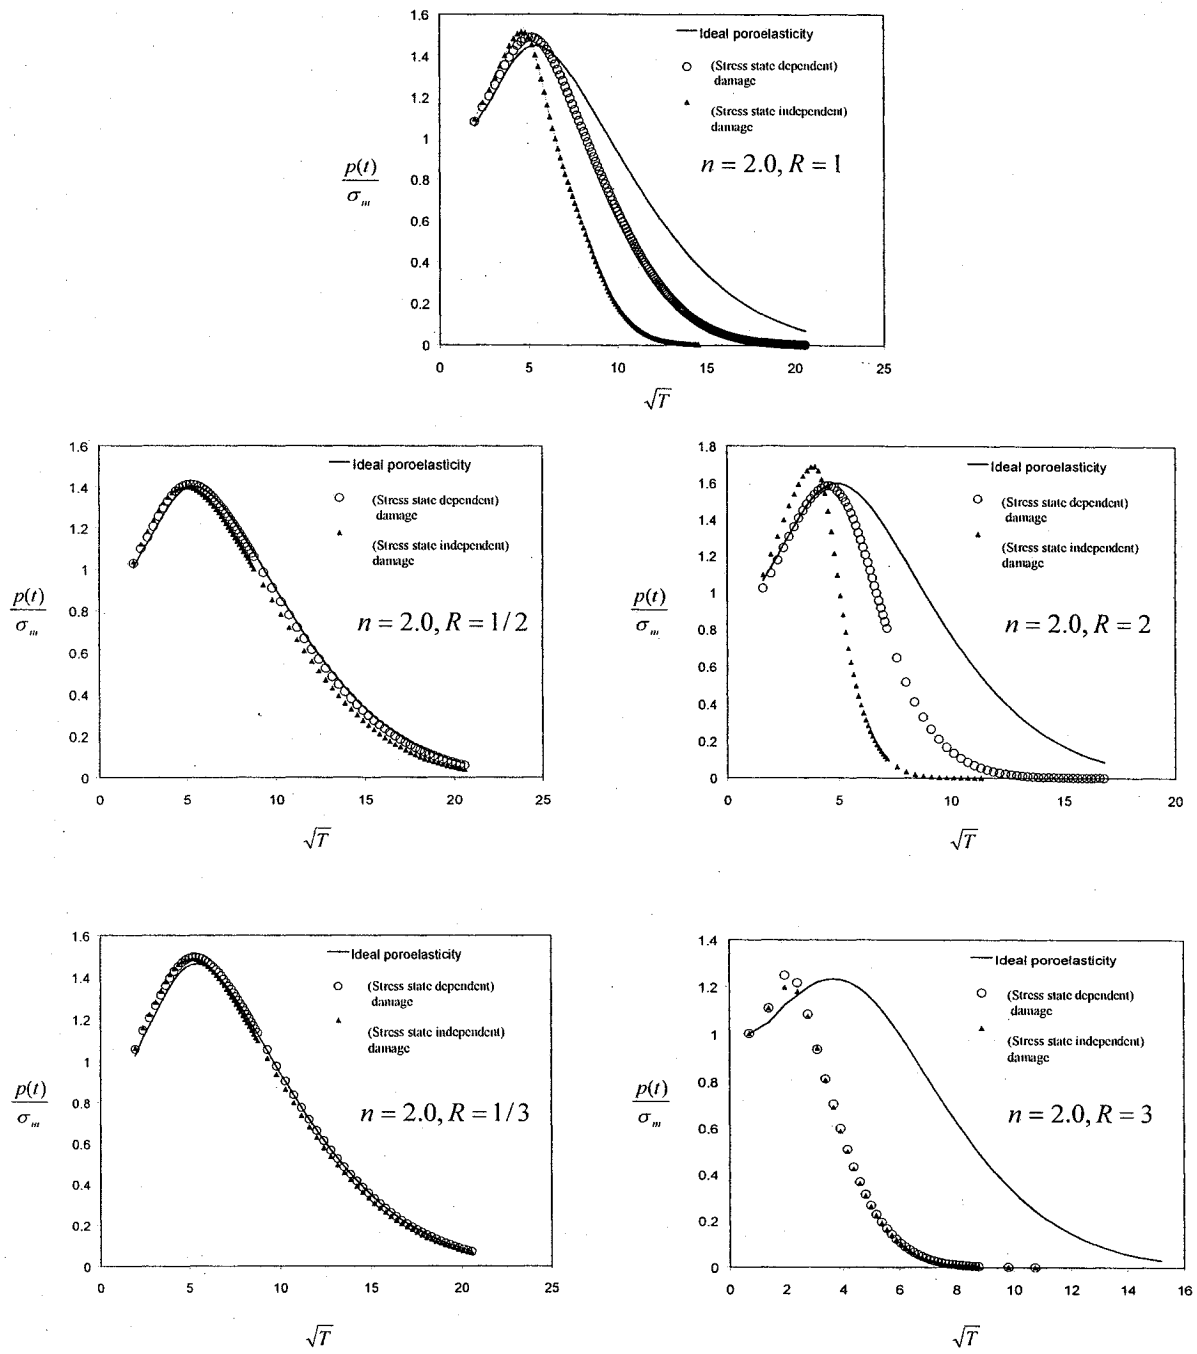 1.6
1.4
1.2
1
0.8
0.6
0.4
0.2
0
p(t)
σ_m
Ideal poroelasticity
(Stress state dependent)
damage
(Stress state independent)
damage
n = 2.0, R = 1
0 5 10 15 20 25
√T
1.6
1.4
1.2
1
0.8
0.6
0.4
0.2
0
p(t)
σ_m
Ideal poroelasticity
(Stress state dependent)
damage
(Stress state independent)
damage
n = 2.0, R = 1/2
0 5 10 15 20 25
√T
1.8
1.6
1.4
1.2
1
0.8
0.6
0.4
0.2
0
p(t)
σ_m
Ideal poroelasticity
(Stress state dependent)
damage
(Stress state independent)
damage
n = 2.0, R = 2
0 5 10 15 20
√T
1.6
1.4
1.2
1
0.8
0.6
0.4
0.2
0
p(t)
σ_m
Ideal poroelasticity
(Stress state dependent)
damage
(Stress state independent)
damage
n = 2.0, R = 1/3
0 5 10 15 20 25
√T
1.4
1.2
1
0.8
0.6
0.4
0.2
0
p(t)
σ_m
Ideal poroelasticity
(Stress state dependent)
damage
(Stress state independent)
damage
n = 2.0, R = 3
0 2 4 6 8 10 12 14 16
√T